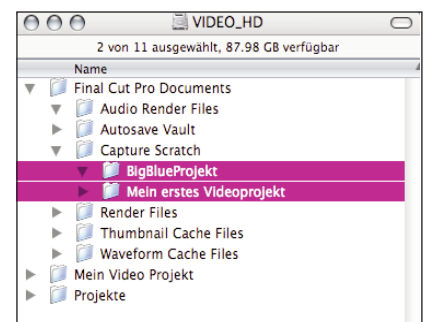 VIDEO_HD
2 von 11 ausgewählt, 87.98 GB verfügbar
Name
Final Cut Pro Documents
Audio Render Files
Autosave Vault
Capture Scratch
BigBlueProjekt
Mein erstes Videoprojekt
Render Files
Thumbnail Cache Files
Waveform Cache Files
Mein Video Projekt
Projekte